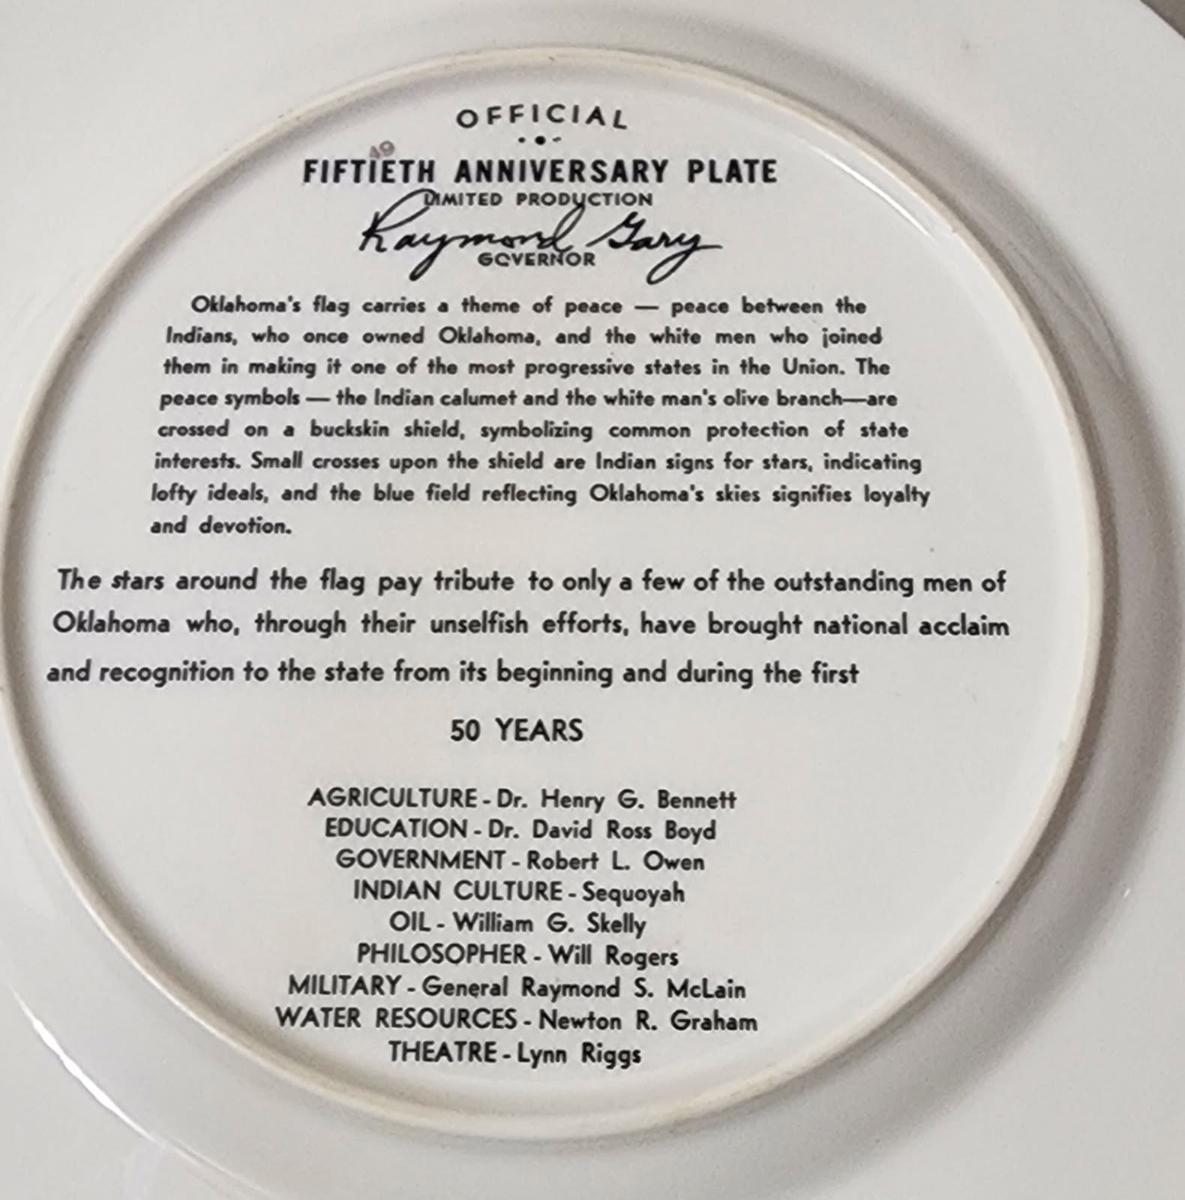 OFFICIAL
49
FIFTIETH ANNIVERSARY PLATE
LIMITED PRODUCTION
Raymond Gary
GOVERNOR
Oklahoma's flag carries a theme of peace — peace between the
Indians, who once owned Oklahoma, and the white men who joined
them in making it one of the most progressive states in the Union. The
peace symbols — the Indian calumet and the white man's olive branch—are
crossed on a buckskin shield, symbolizing common protection of state
interests. Small crosses upon the shield are Indian signs for stars, indicating
lofty ideals, and the blue field reflecting Oklahoma's skies signifies loyalty
and devotion.
The stars around the flag pay tribute to only a few of the outstanding men of
Oklahoma who, through their unselfish efforts, have brought national acclaim
and recognition to the state from its beginning and during the first
50 YEARS
AGRICULTURE - Dr. Henry G. Bennett
EDUCATION - Dr. David Ross Boyd
GOVERNMENT - Robert L. Owen
INDIAN CULTURE - Sequoyah
OIL - William G. Skelly
PHILOSOPHER - Will Rogers
MILITARY - General Raymond S. McLain
WATER RESOURCES - Newton R. Graham
THEATRE - Lynn Riggs